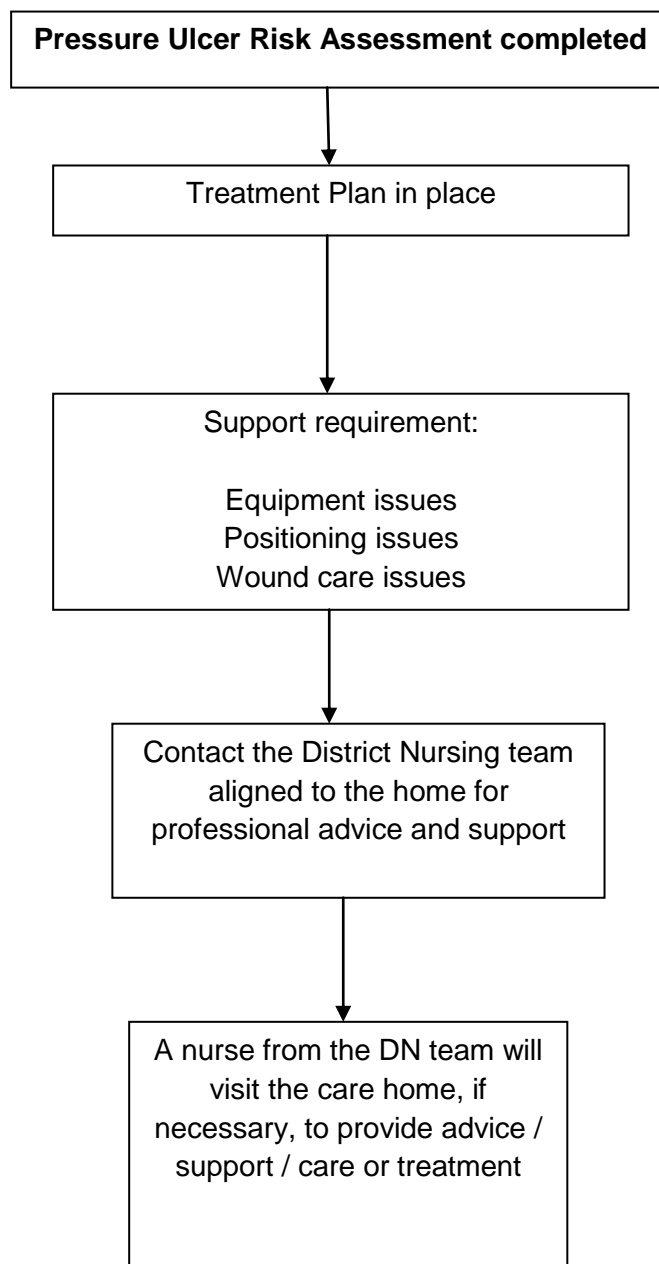 Pressure Ulcer Risk Assessment completed
Treatment Plan in place
Support requirement:
Equipment issues
Positioning issues
Wound care issues
Contact the District Nursing team
aligned to the home for
professional advice and support
A nurse from the DN team will
visit the care home, if
necessary, to provide advice /
support / care or treatment